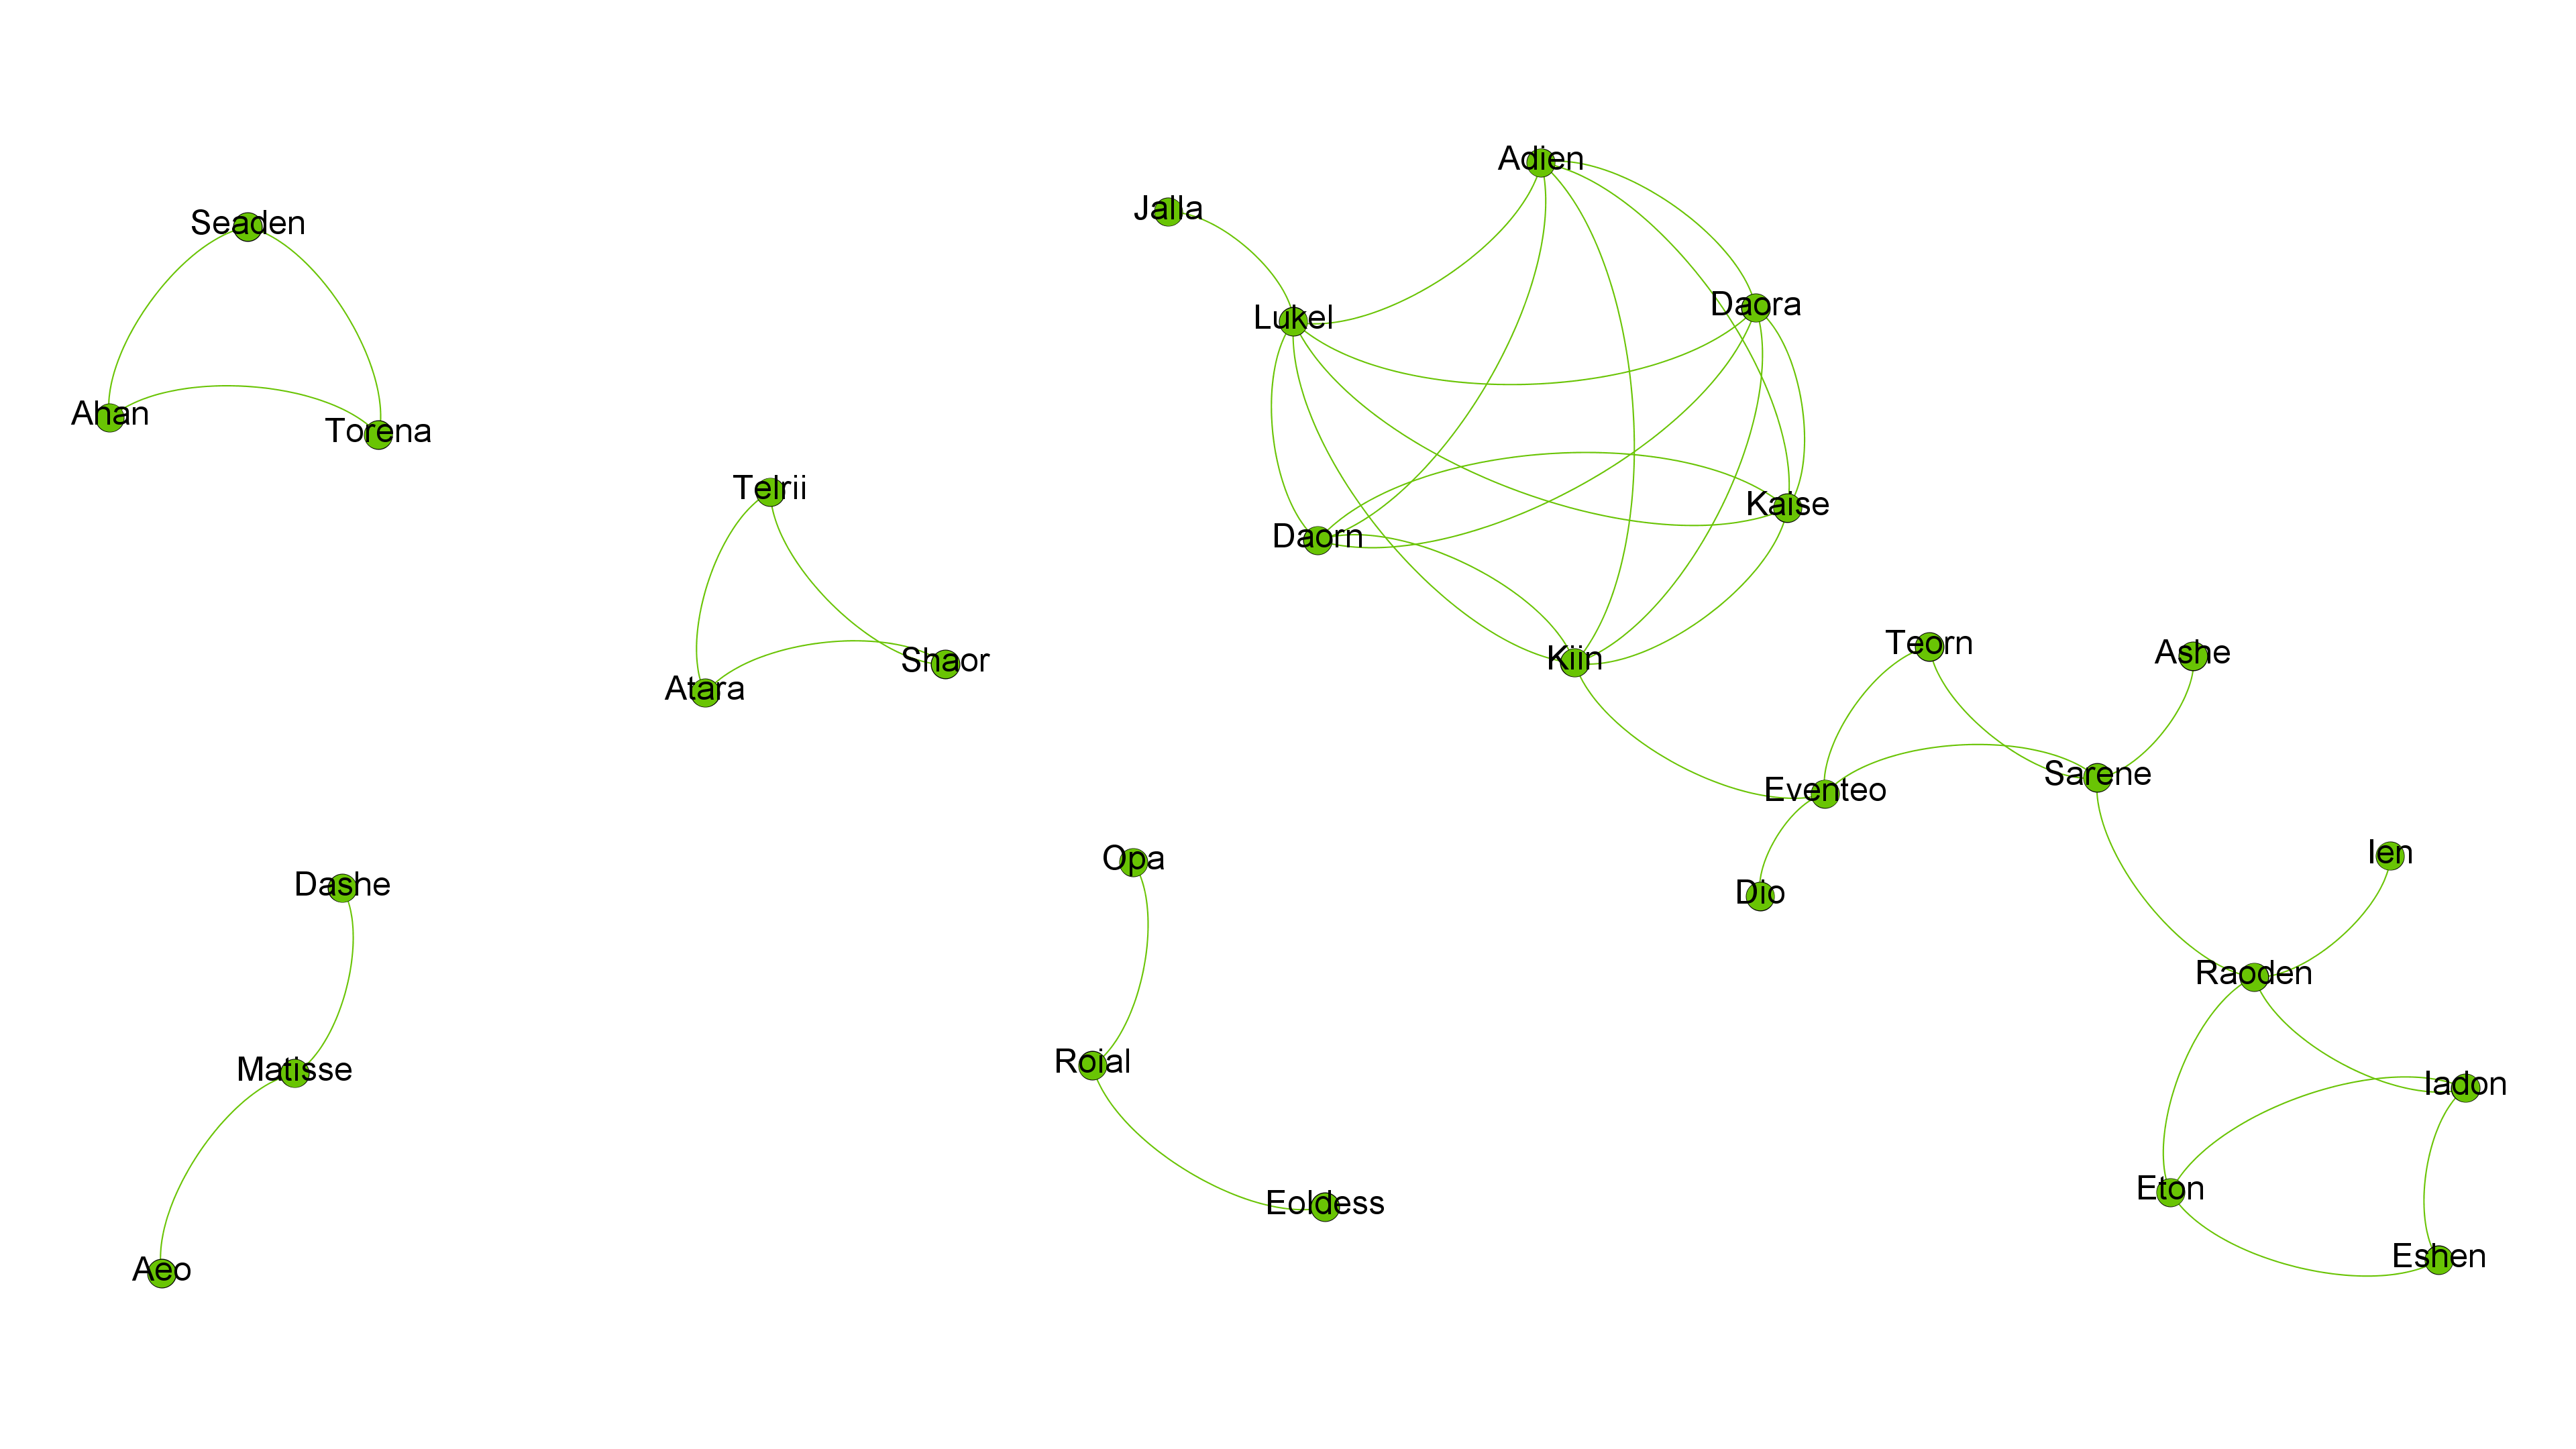 Adien
Jalla
Seaden
Daora
Lukel
Ahan
Torena
Telrii
Kaise
Daorn
Teorn
Ashe
Kiin
Shaor
Atara
Sarene
Eventeo
Ien
Opa
Dashe
Dio
Raoden
Roial
Matisse
Iadon
Eton
Eoldess
Eshen
Aeo